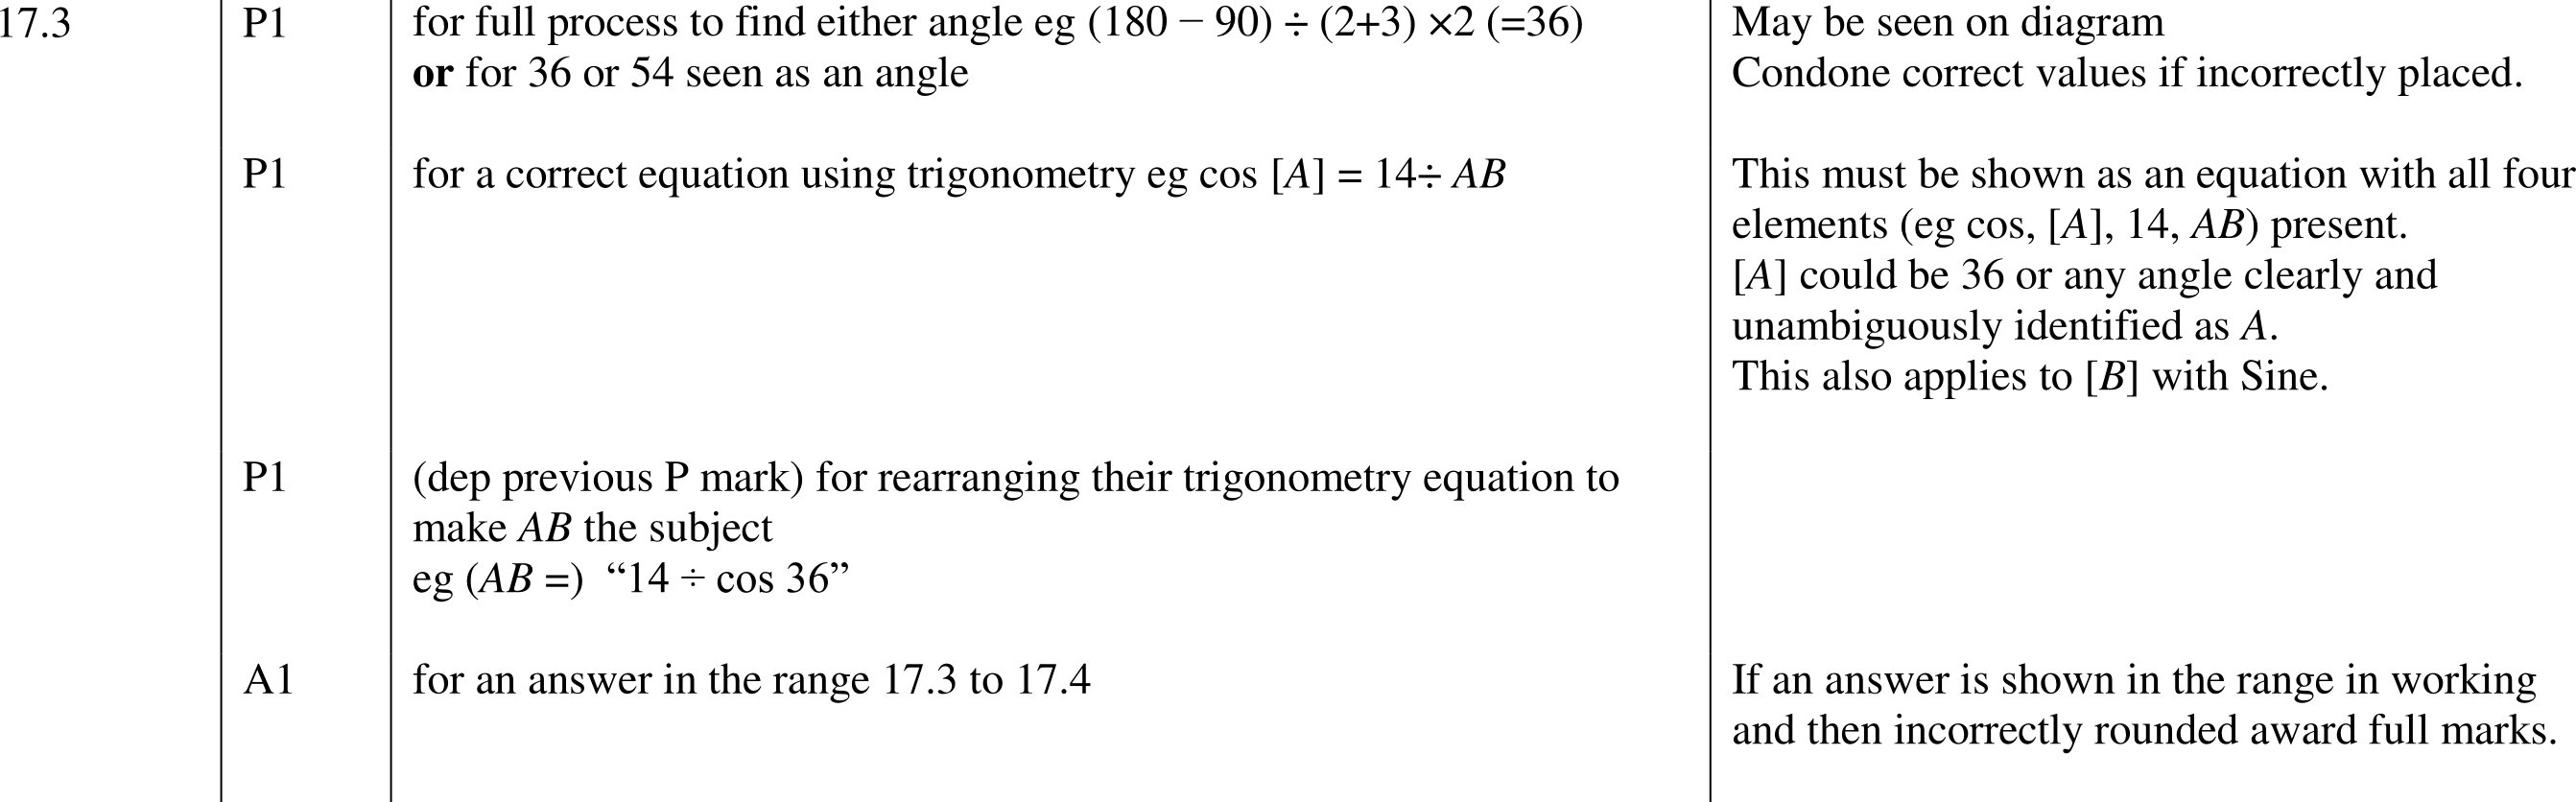 17.3
P1
for full process to find either angle eg (180 − 90) ÷ (2+3) ×2 (=36)
or for 36 or 54 seen as an angle
May be seen on diagram
Condone correct values if incorrectly placed.
P1
for a correct equation using trigonometry eg cos [A] = 14÷ AB
This must be shown as an equation with all four
elements (eg cos, [A], 14, AB) present.
[A] could be 36 or any angle clearly and
unambiguously identified as A.
This also applies to [B] with Sine.
P1
(dep previous P mark) for rearranging their trigonometry equation to
make AB the subject
eg (AB =) “14 ÷ cos 36”
A1
for an answer in the range 17.3 to 17.4
If an answer is shown in the range in working
and then incorrectly rounded award full marks.